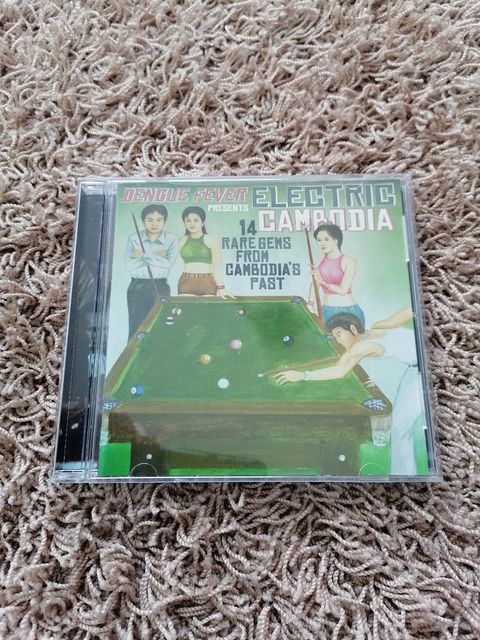 DENGUE FEVER
PRESENTS
ELECTRIC
CAMBODIA
14
RARE GEMS
FROM
CAMBODIA'S
PAST